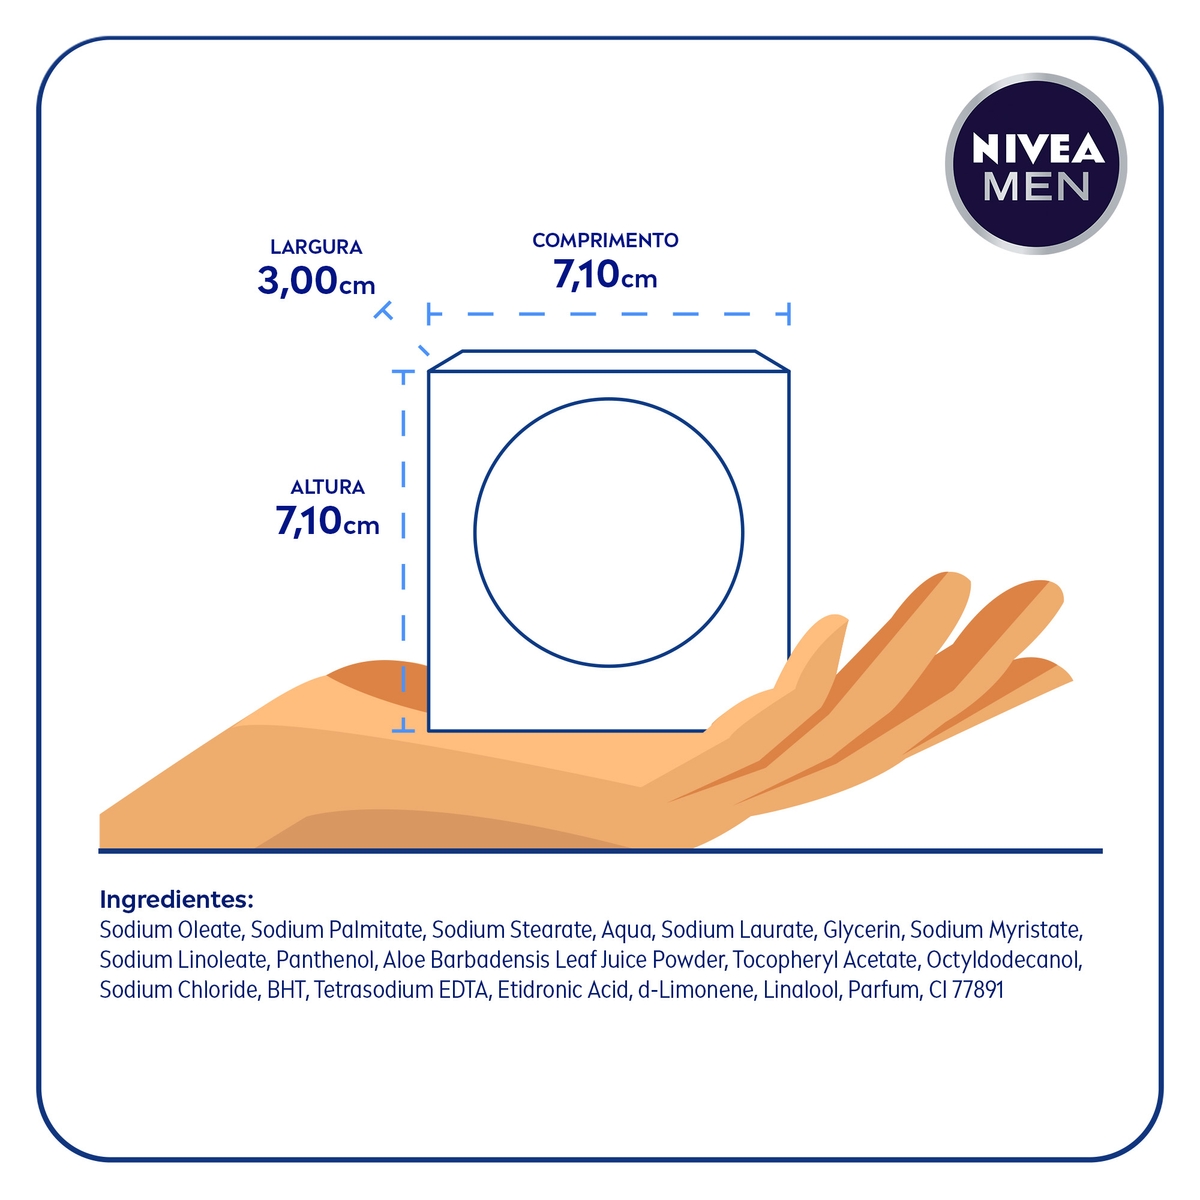 NIVEA
MEN
LARGURA
3,00cm
COMPRIMENTO
7,10cm
ALTURA
7,10cm
Ingredientes:
Sodium Oleate, Sodium Palmitate, Sodium Stearate, Aqua, Sodium Laurate, Glycerin, Sodium Myristate,
Sodium Linoleate, Panthenol, Aloe Barbadensis Leaf Juice Powder, Tocopheryl Acetate, Octyldodecanol,
Sodium Chloride, BHT, Tetrasodium EDTA, Etidronic Acid, d-Limonene, Linalool, Parfum, CI 77891